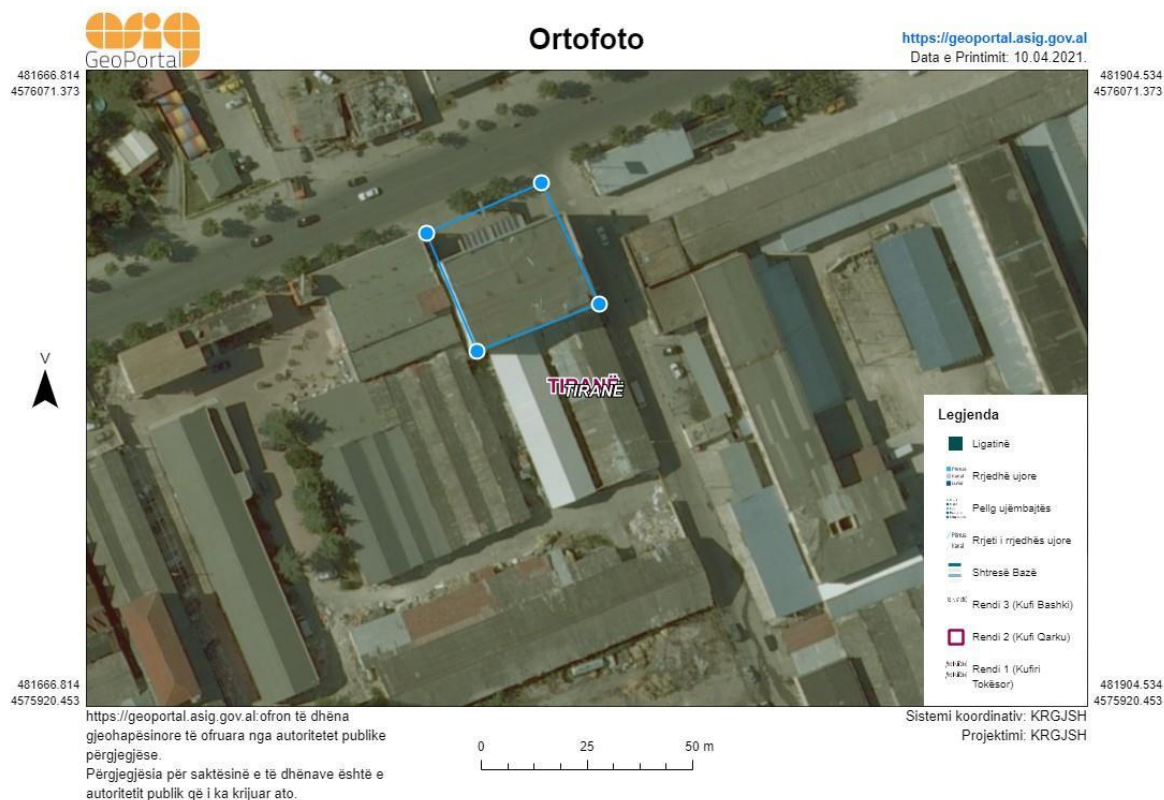 asig
GeoPortal
Ortofoto
https://geoportal.asig.gov.al
Data e Printimit: 10.04.2021.
481666.814
4576071.373
481904.534
4576071.373
V
TIRANË
TIRANË
Legjenda
Ligatinë
Rrjedhë ujore
Pellg ujëmbajtës
Rrjeti i rrjedhës ujore
Shtresë Bazë
Rendi 3 (Kufi Bashki)
Rendi 2 (Kufi Qarku)
Rendi 1 (Kufiri
Tokësor)
481666.814
4575920.453
481904.534
4575920.453
https://geoportal.asig.gov.al:ofron të dhëna
gjeohapësinore të ofruara nga autoritetet publike
përgjegjëse.
Përgjegjësia për saktësinë e të dhënave është e
autoritetit publik që i ka krijuar ato.
0 25 50 m
Sistemi koordinativ: KRGJSH
Projektimi: KRGJSH